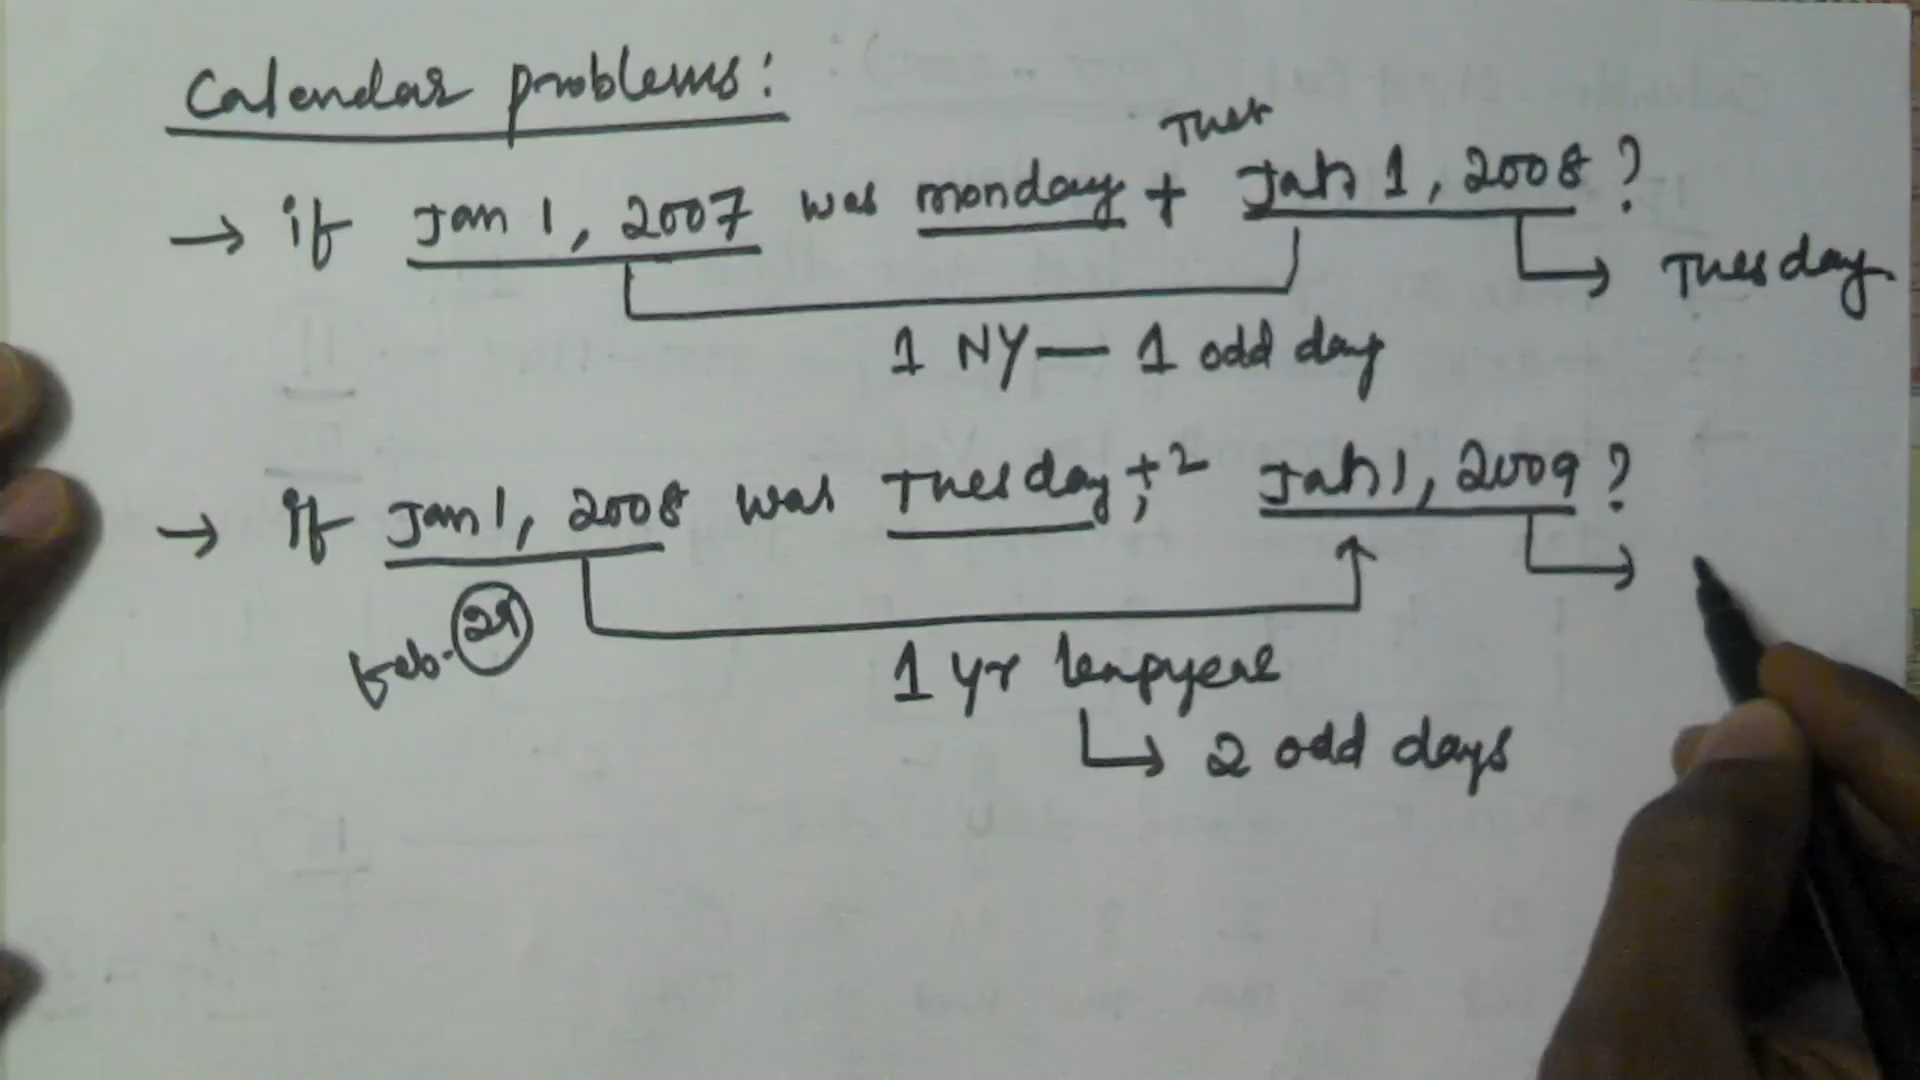 Calendar problems:
Tues
→ if Jan 1, 2007 was monday + Jan 1, 2008?
→ Tuesday
1 NY — 1 odd day
→ if Jan 1, 2008 was Tuesday, +2 Jan 1, 2009?
Feb. 29
1 yr leapyear
→ 2 odd days